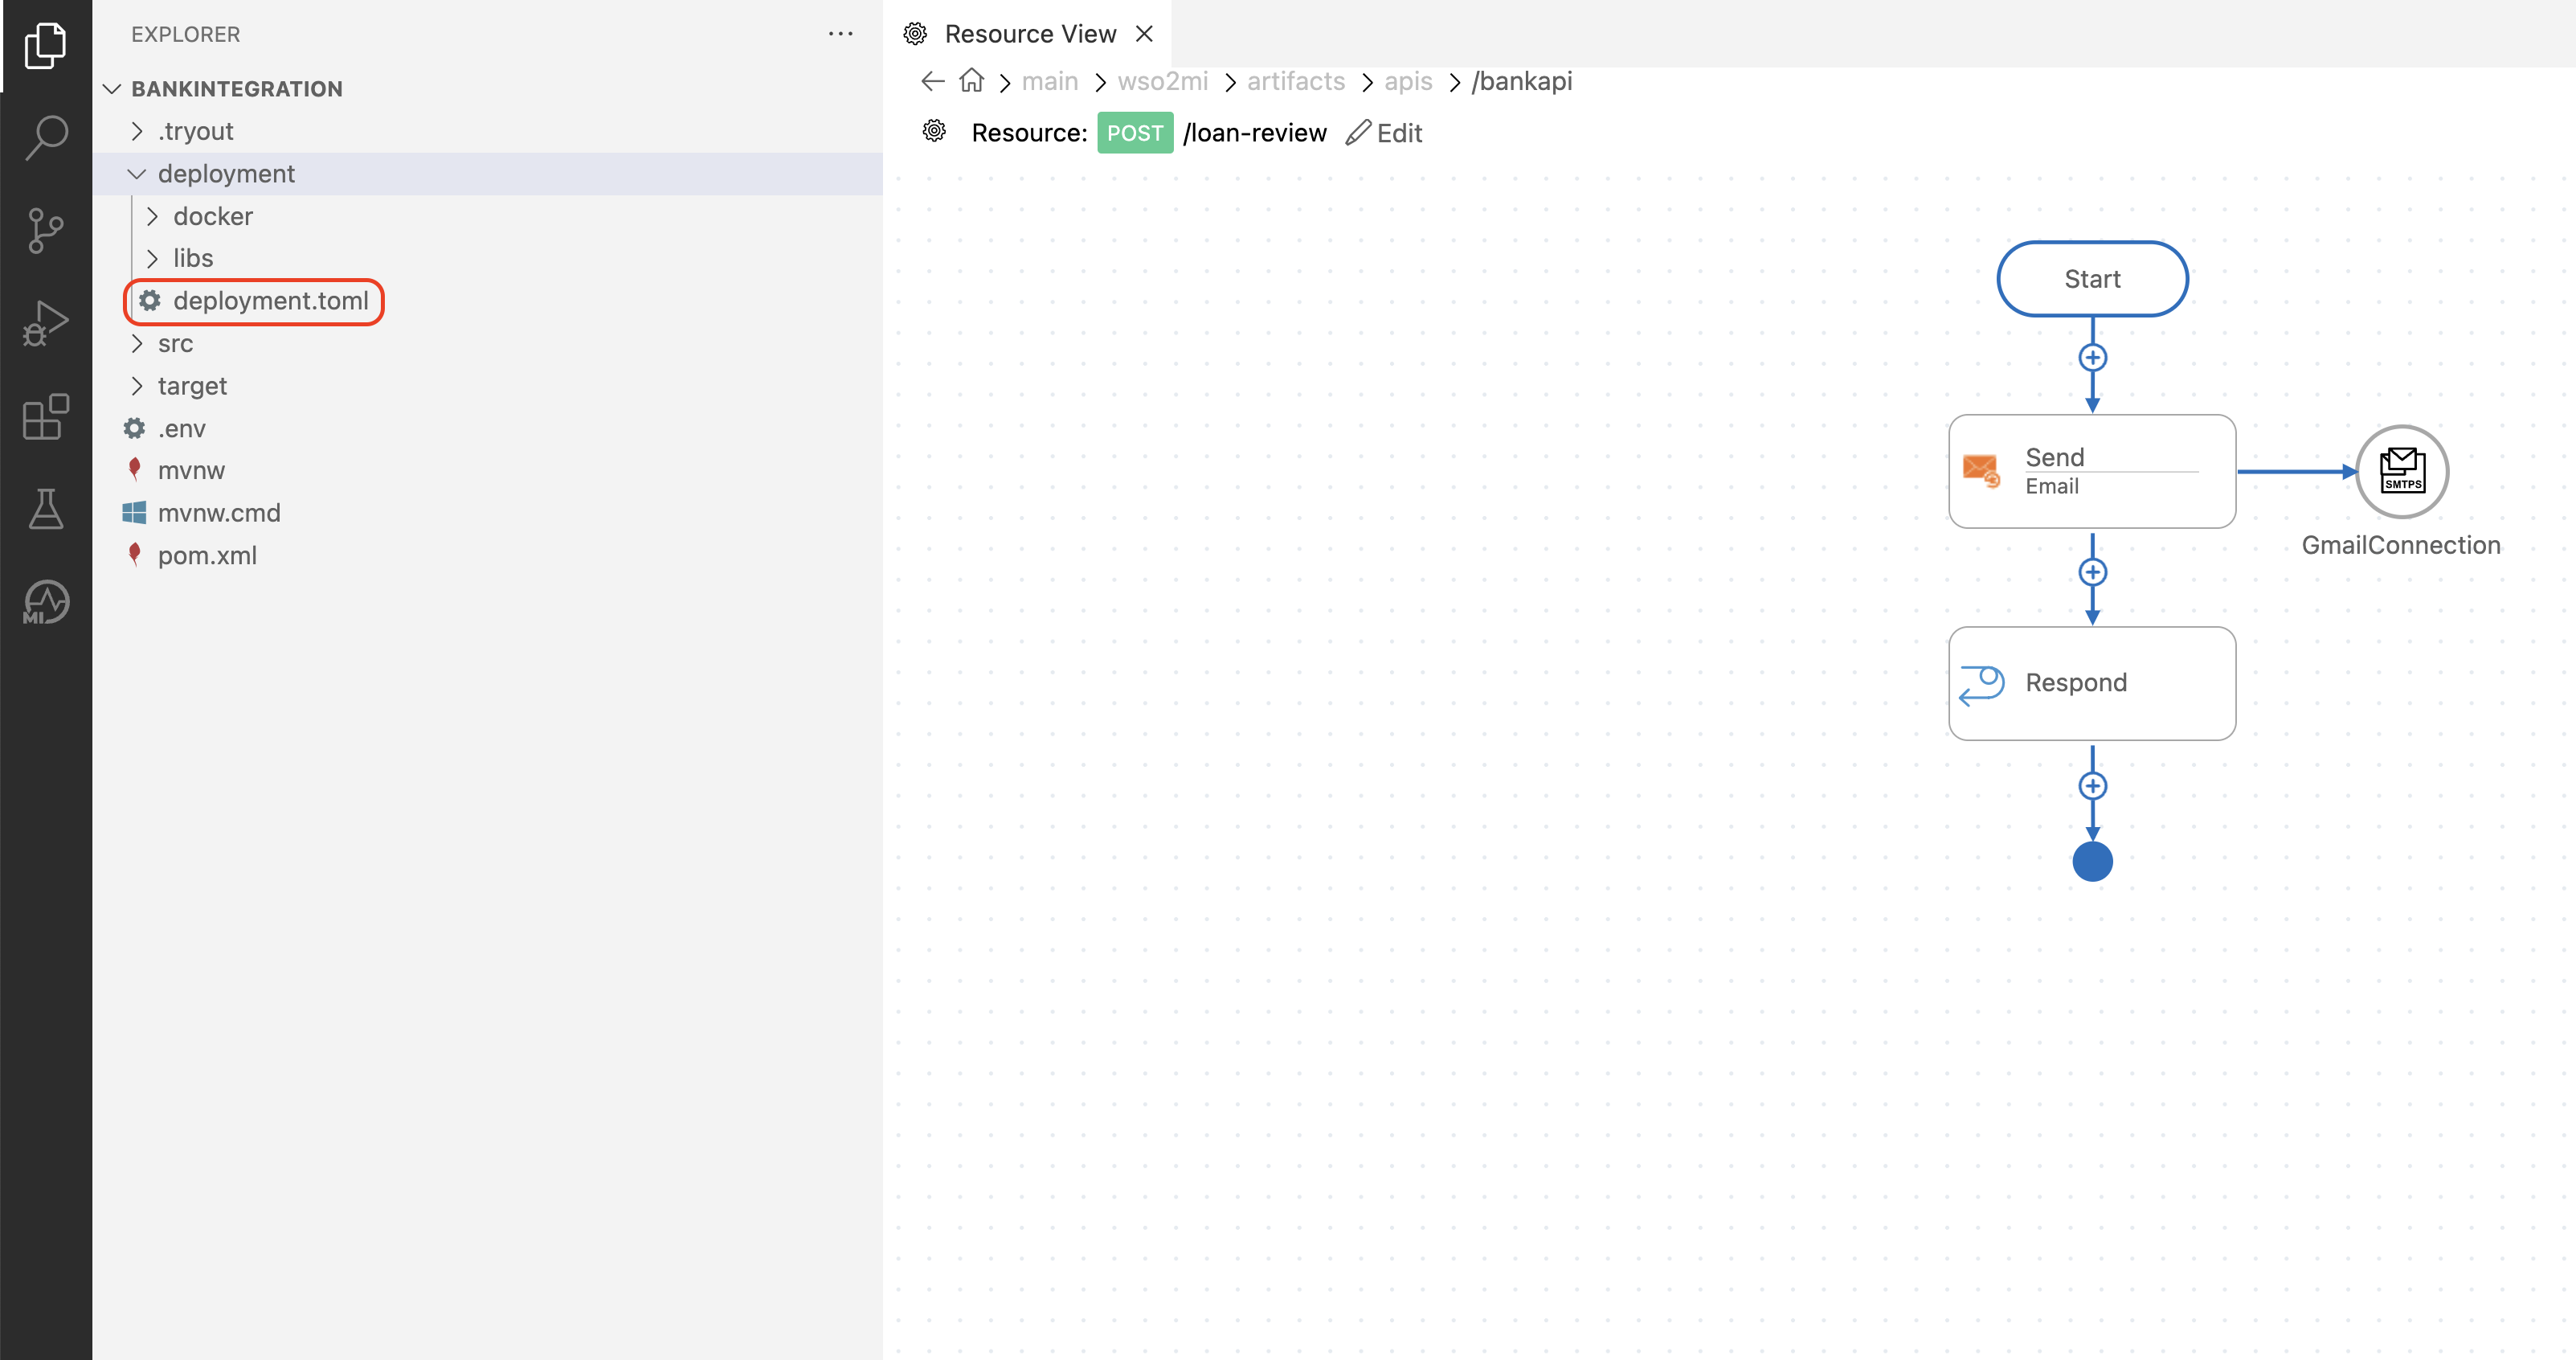 EXPLORER
BANKINTEGRATION
.tryout
deployment
docker
libs
deployment.toml
src
target
.env
mvnw
mvnw.cmd
pom.xml
MI
Resource View
main > wso2mi > artifacts > apis > /bankapi
Resource: POST /loan-review Edit
Start
Send
Email
SMTPS
GmailConnection
Respond